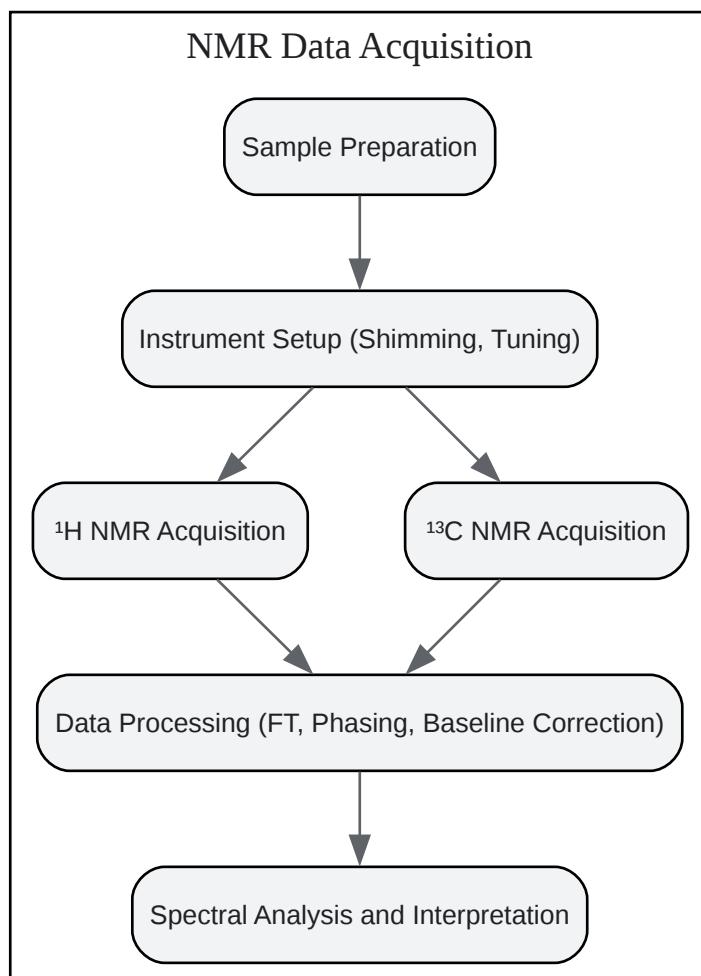 NMR Data Acquisition
Sample Preparation
Instrument Setup (Shimming, Tuning)
¹H NMR Acquisition
¹³C NMR Acquisition
Data Processing (FT, Phasing, Baseline Correction)
Spectral Analysis and Interpretation